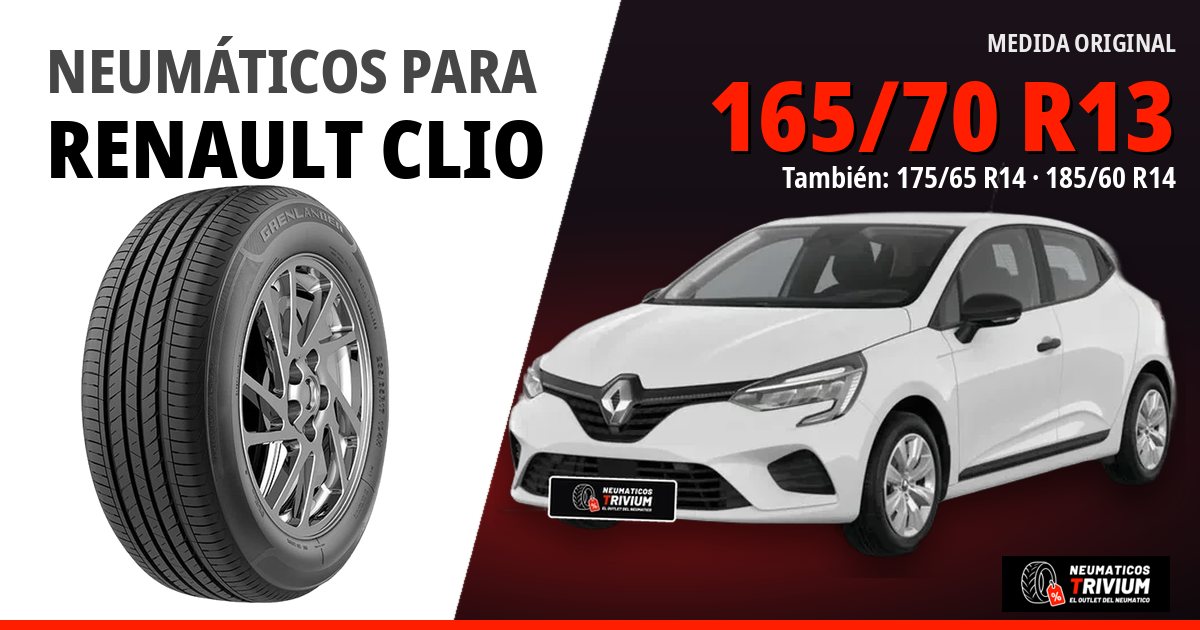 NEUMÁTICOS PARA
RENAULT CLIO
MEDIDA ORIGINAL
165/70 R13
También: 175/65 R14 · 185/60 R14
GRENLANDER
NEUMATICOS
TRIVIUM
EL OUTLET DEL NEUMATICO
NEUMATICOS
TRIVIUM
%
EL OUTLET DEL NEUMATICO